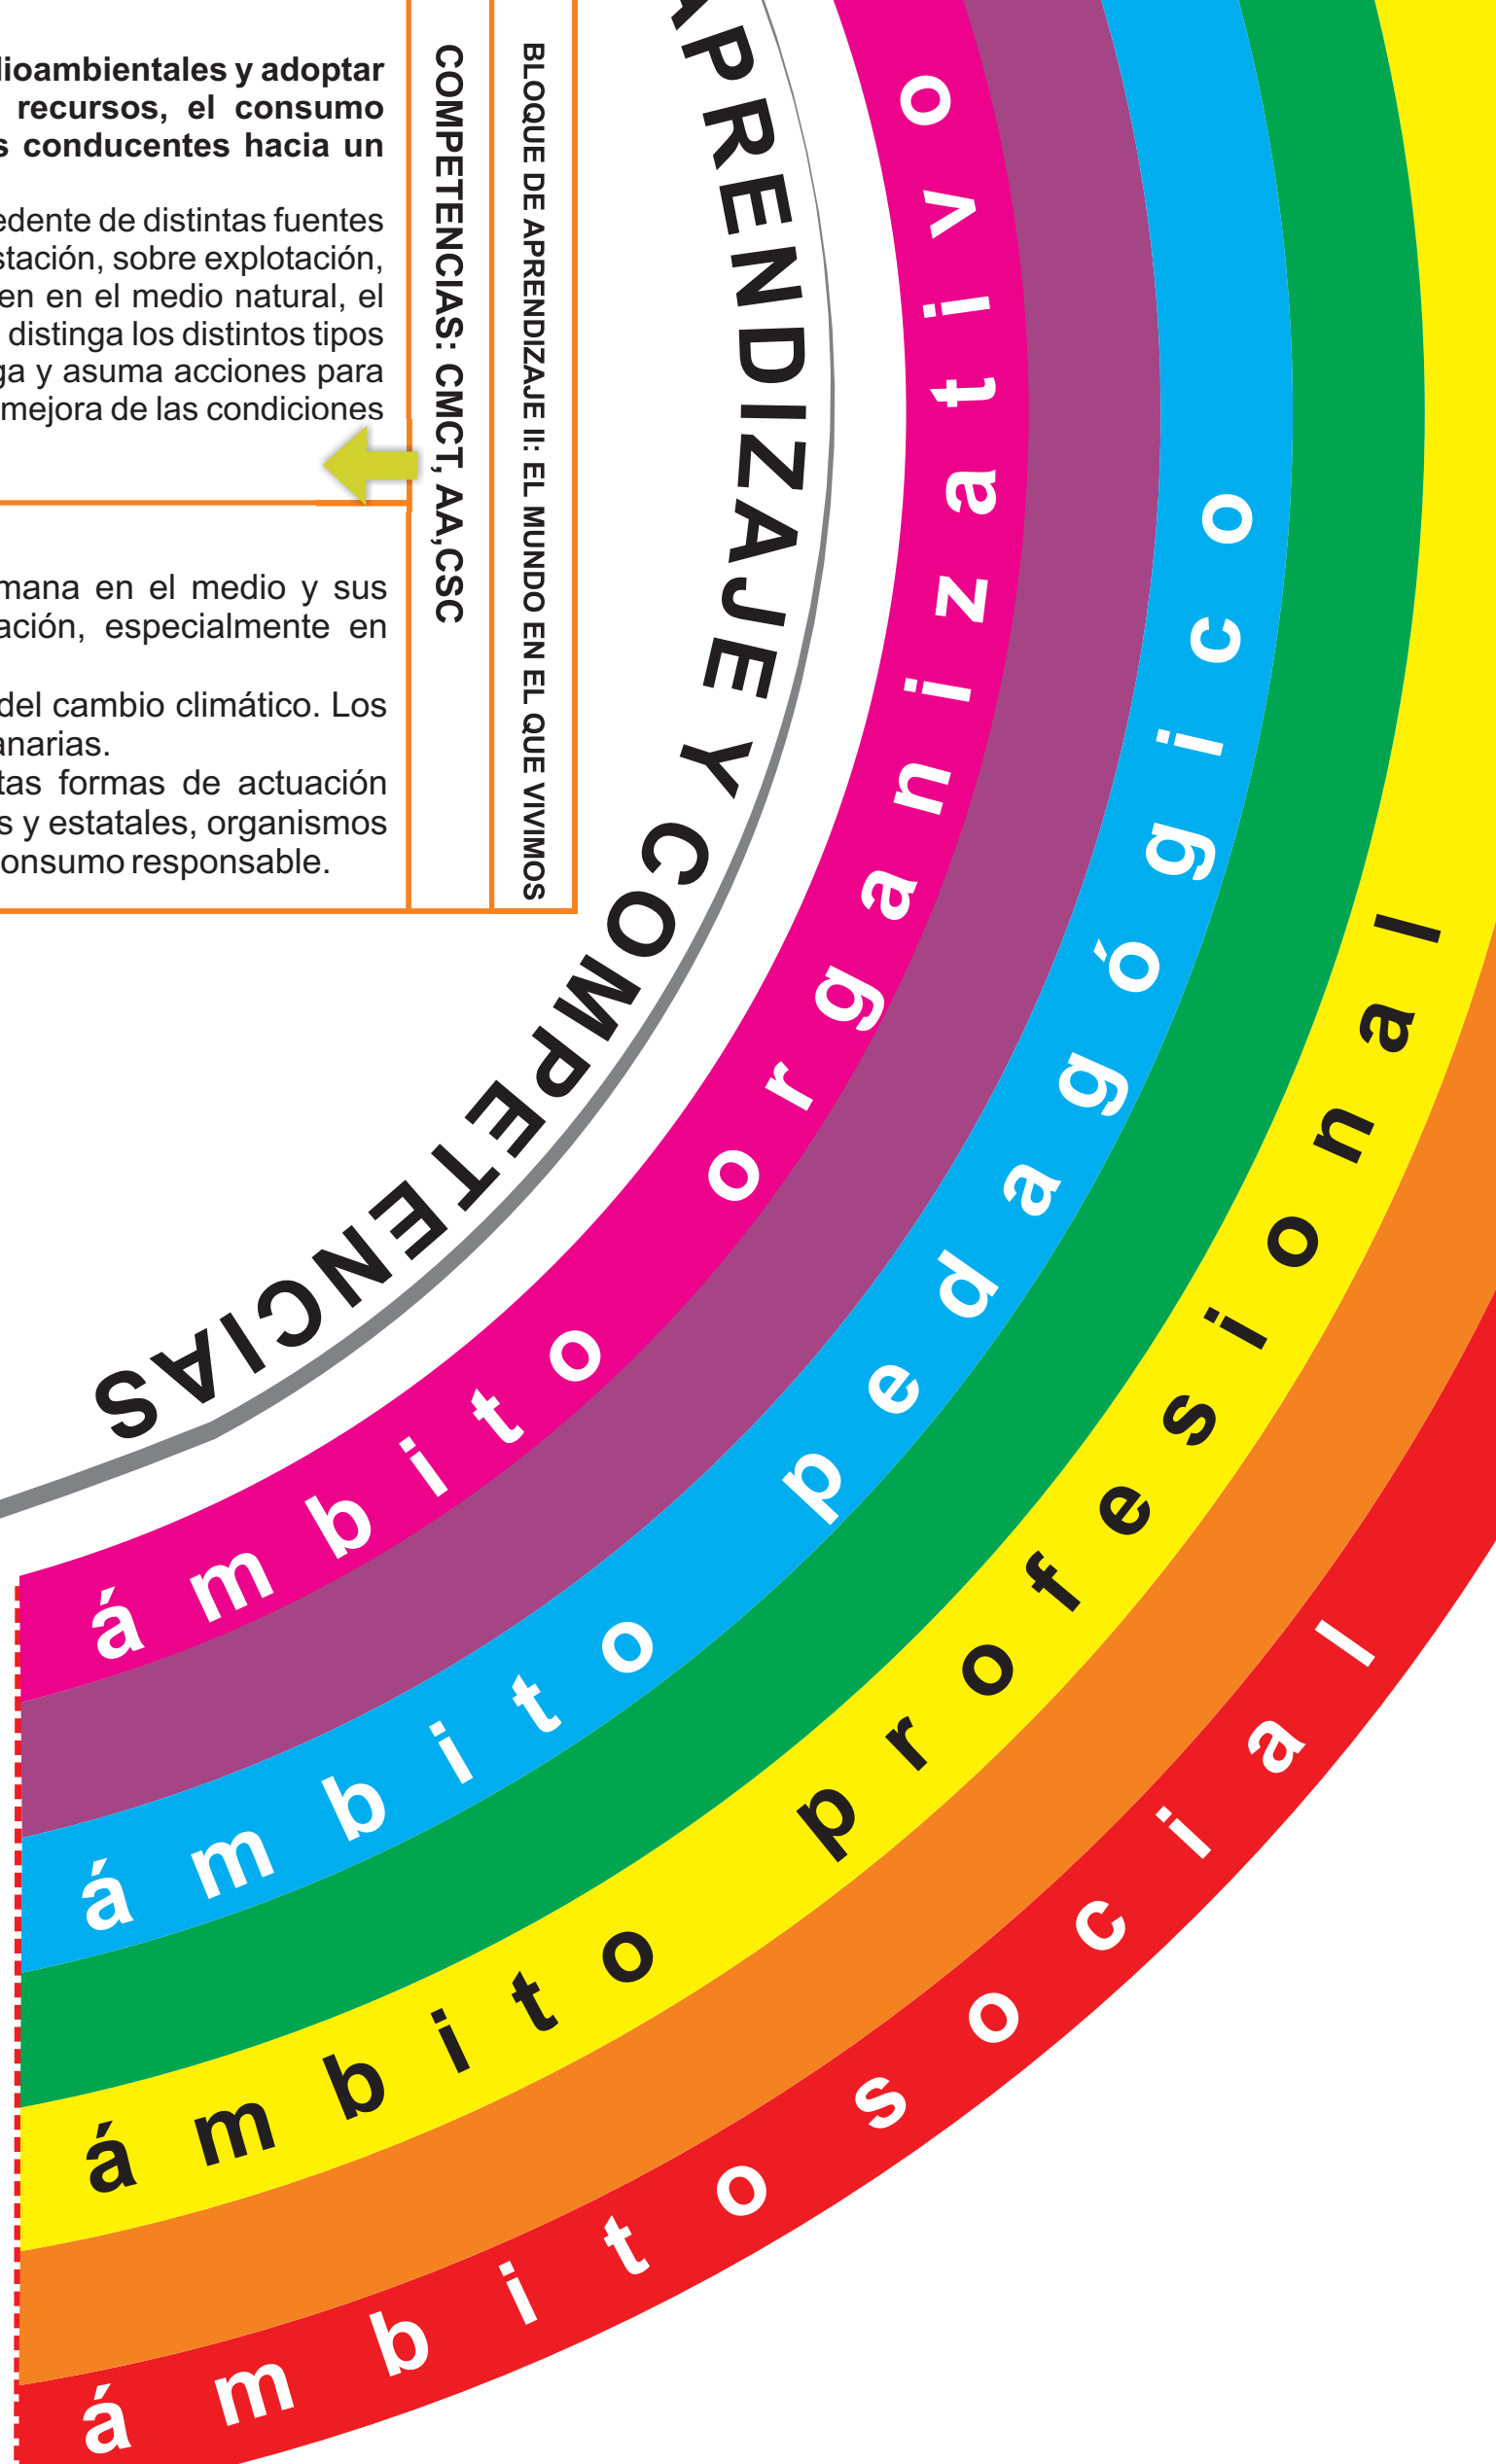 dioambientales y adoptar
recursos, el consumo
s conducentes hacia un
edente de distintas fuentes
stación, sobre explotación,
en en el medio natural, el
distinga los distintos tipos
ga y asuma acciones para
mejora de las condiciones
mana en el medio y sus
ación, especialmente en
del cambio climático. Los
anarias.
tas formas de actuación
s y estatales, organismos
onsumo responsable.
COMPETENCIAS: CMCT, AA,CSC
BLOQUE DE APRENDIZAJE II: EL MUNDO EN EL QUE VIVIMOS
APRENDIZAJE Y COMPETENCIAS
ámbito organizativo
ámbito pedagógico
ámbito profesional
ámbito social